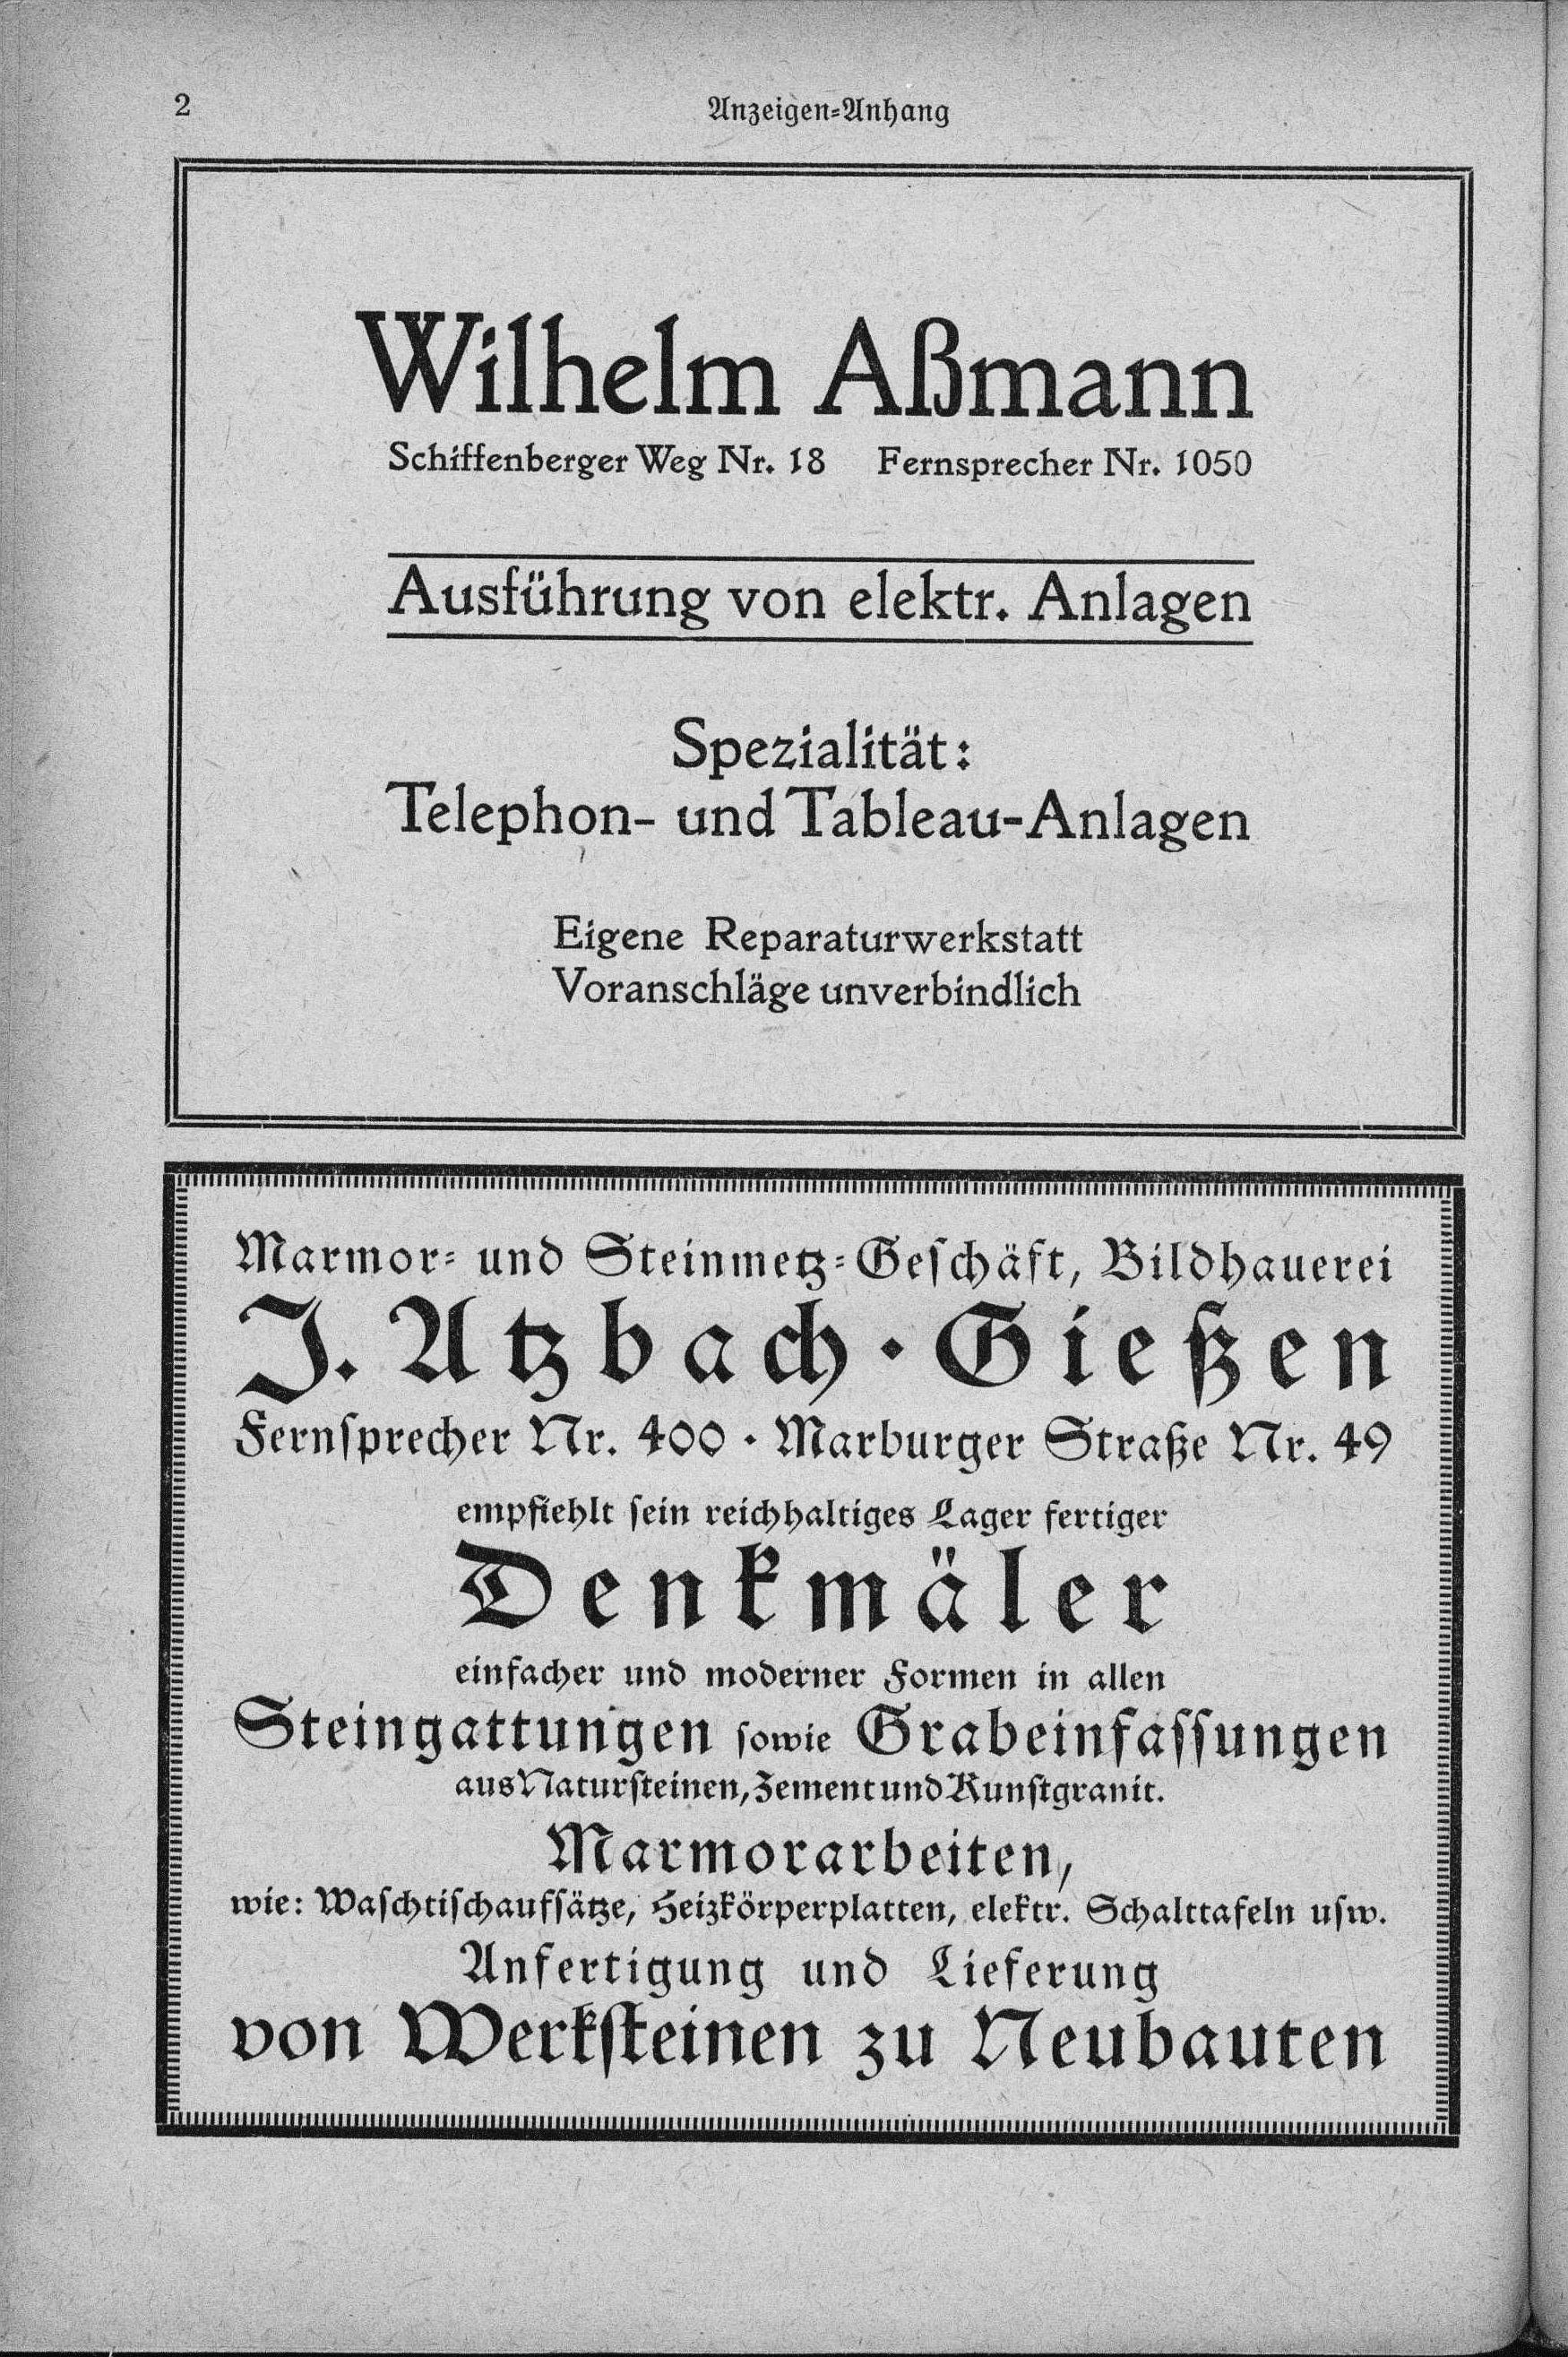 2
Anzeigen-Anhang
Wilhelm Aßmann
Schiffenberger Weg Nr. 18 Fernsprecher Nr. 1050
Ausführung von elektr. Anlagen
Spezialität:
Telephon- und Tableau-Anlagen
Eigene Reparaturwerkstatt
Voranschläge unverbindlich
Marmor- und Steinmetz-Geschäft, Bildhauerei
J. Atzbach · Gießen
Fernsprecher Nr. 400 · Marburger Straße Nr. 49
empfiehlt sein reichhaltiges Lager fertiger
Denkmäler
einfacher und moderner Formen in allen
Steingattungen sowie Grabeinfassungen
aus Natursteinen, Zement und Kunstgranit.
Marmorarbeiten,
wie: Waschtischaufsätze, Heizkörperplatten, elektr. Schalttafeln usw.
Anfertigung und Lieferung
von Werksteinen zu Neubauten